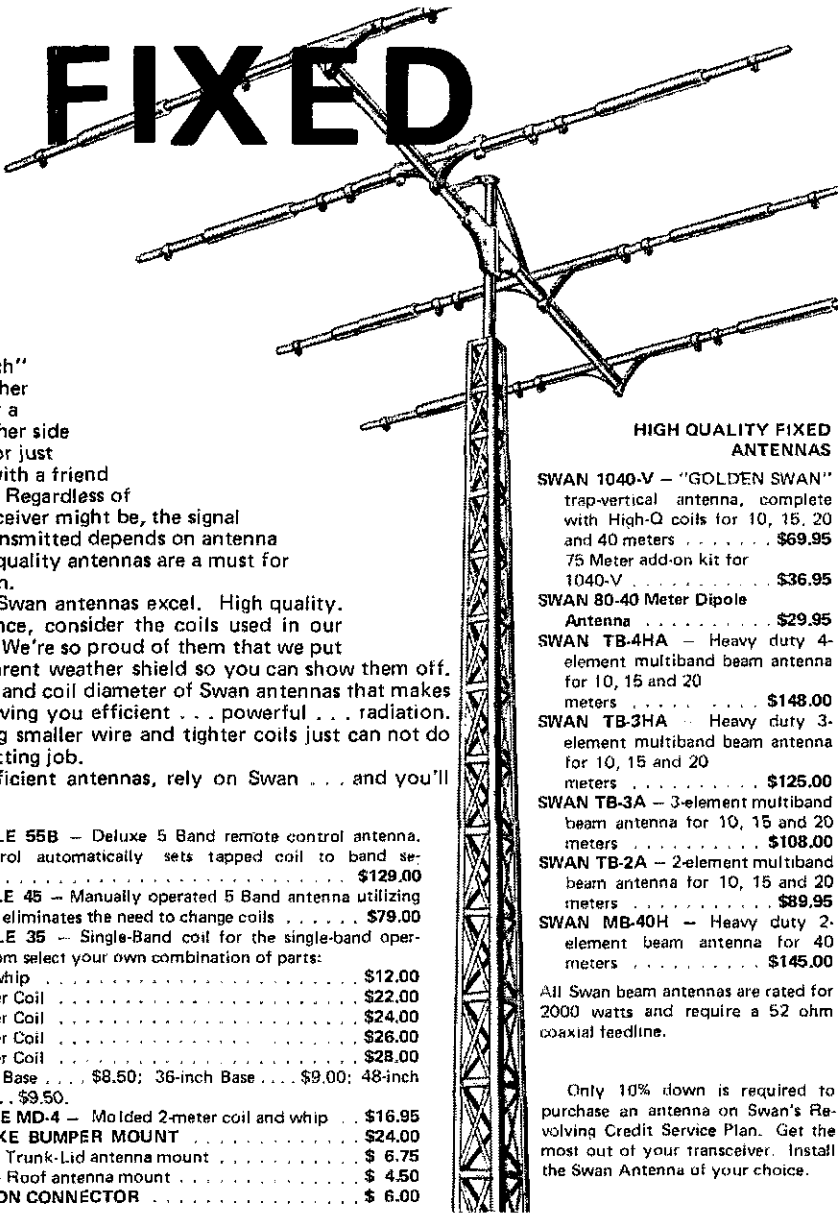 FIXED
ch"
her
r a
her side
or just
with a friend
Regardless of
ceiver might be, the signal
nsmitted depends on antenna
quality antennas are a must for
n.
Swan antennas excel. High quality.
nce, consider the coils used in our
We're so proud of them that we put
arent weather shield so you can show them off.
and coil diameter of Swan antennas that makes
ving you efficient . . . powerful . . . radiation.
g smaller wire and tighter coils just can not do
cting job.
ficient antennas, rely on Swan . . . and you'll
LE 55B — Deluxe 5 Band remote control antenna.
rol automatically sets tapped coil to band se-
. . . . . . . . . . . . . . . . . . . . . . . . . . $129.00
LE 45 — Manually operated 5 Band antenna utilizing
eliminates the need to change coils . . . . . . $79.00
LE 35 — Single-Band coil for the single-band oper-
om select your own combination of parts:
whip . . . . . . . . . . . . . . . . . . . . . . . . $12.00
er Coil . . . . . . . . . . . . . . . . . . . . . . . $22.00
er Coil . . . . . . . . . . . . . . . . . . . . . . . $24.00
er Coil . . . . . . . . . . . . . . . . . . . . . . . $26.00
er Coil . . . . . . . . . . . . . . . . . . . . . . . $28.00
Base . . . . $8.50; 36-inch Base . . . . $9.00; 48-inch
. . $9.50.
E MD-4 — Molded 2-meter coil and whip . . $16.95
KE BUMPER MOUNT . . . . . . . . . . . . $24.00
Trunk-Lid antenna mount . . . . . . . . . $ 6.75
- Roof antenna mount . . . . . . . . . . . $ 4.50
ON CONNECTOR . . . . . . . . . . . . . . $ 6.00
HIGH QUALITY FIXED
ANTENNAS
SWAN 1040-V — "GOLDEN SWAN"
trap-vertical antenna, complete
with High-Q coils for 10, 15, 20
and 40 meters . . . . . . . $69.95
75 Meter add-on kit for
1040-V . . . . . . . . . . . $36.95
SWAN 80-40 Meter Dipole
Antenna . . . . . . . . . . $29.95
SWAN TB-4HA — Heavy duty 4-
element multiband beam antenna
for 10, 15 and 20
meters . . . . . . . . . . $148.00
SWAN TB-3HA — Heavy duty 3-
element multiband beam antenna
for 10, 15 and 20
meters . . . . . . . . . . $125.00
SWAN TB-3A — 3-element multiband
beam antenna for 10, 15 and 20
meters . . . . . . . . . . $108.00
SWAN TB-2A — 2-element multiband
beam antenna for 10, 15 and 20
meters . . . . . . . . . . . $89.95
SWAN MB-40H — Heavy duty 2-
element beam antenna for 40
meters . . . . . . . . . . $145.00
All Swan beam antennas are rated for
2000 watts and require a 52 ohm
coaxial feedline.
Only 10% down is required to
purchase an antenna on Swan's Re-
volving Credit Service Plan. Get the
most out of your transceiver. Install
the Swan Antenna of your choice.